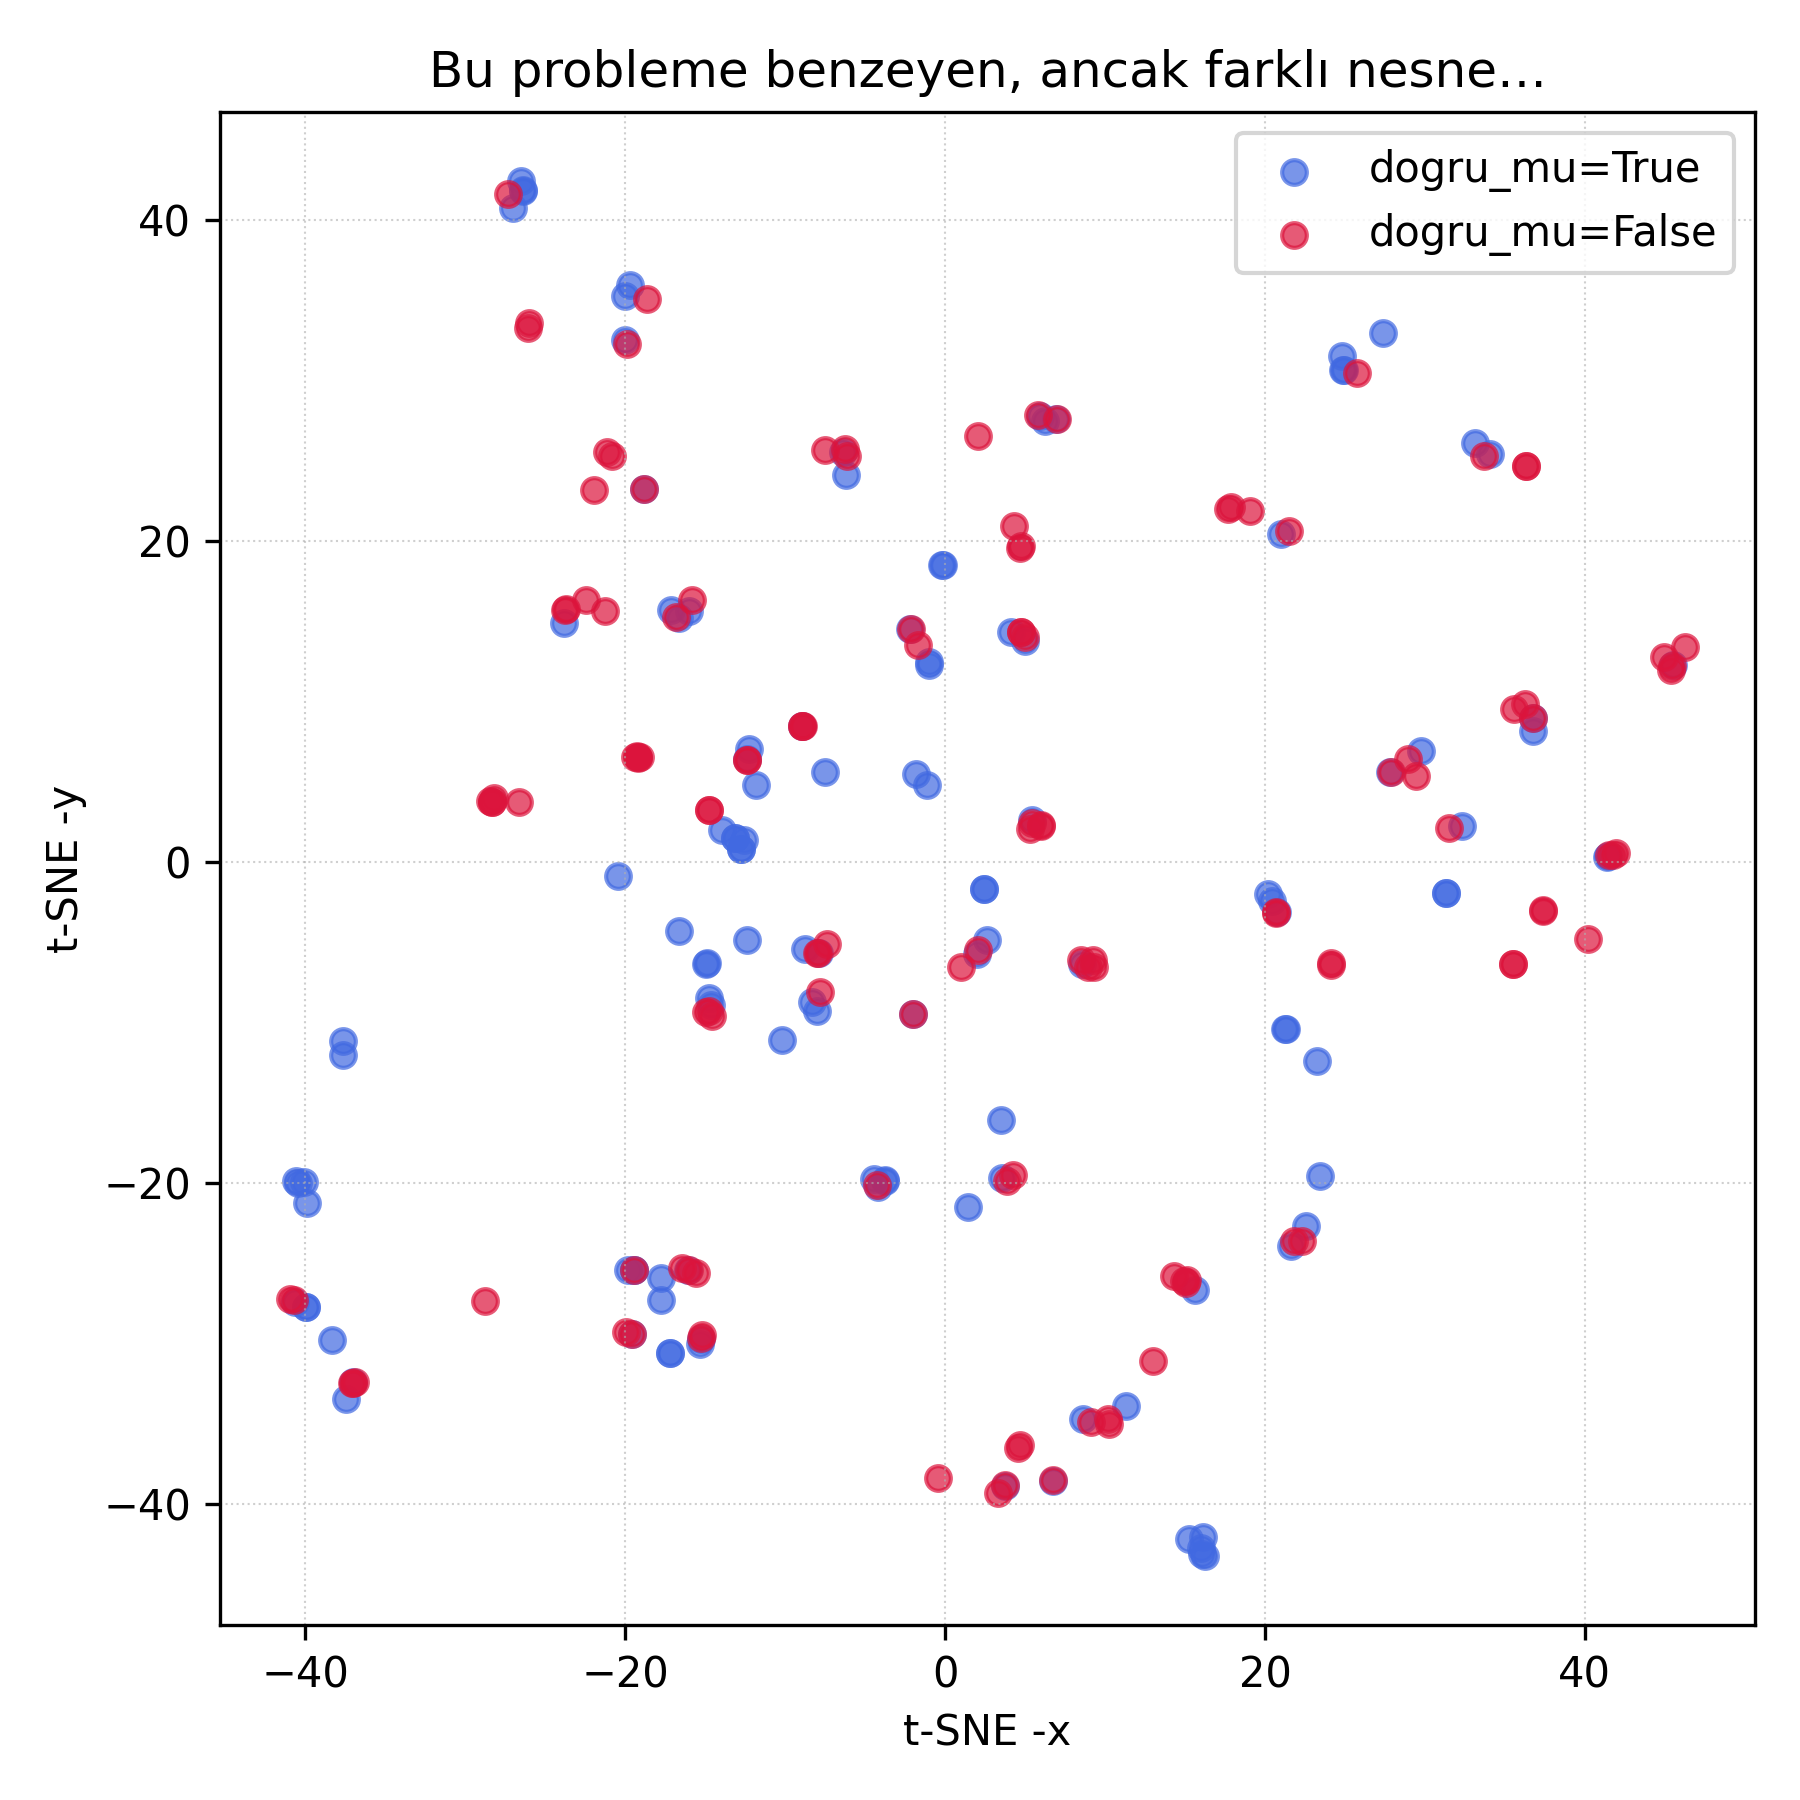 Bu probleme benzeyen, ancak farklı nesne...
dogru_mu=True
dogru_mu=False
40
20
0
−20
−40
t-SNE -y
−40
−20
0
20
40
t-SNE -x